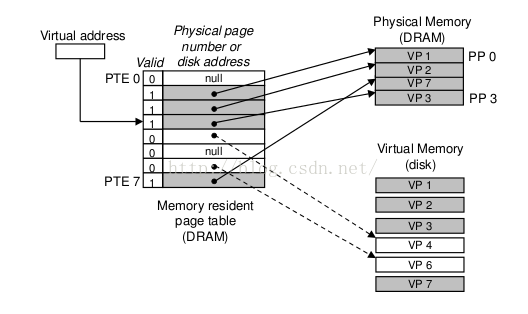 Virtual address
Physical page
number or
disk address
Valid
PTE 0
0
null
1
1
1
0
0
null
0
PTE 7
1
Memory resident
page table
(DRAM)
http://blog.csdn.net/
Physical Memory
(DRAM)
VP 1
PP 0
VP 2
VP 7
VP 3
PP 3
Virtual Memory
(disk)
VP 1
VP 2
VP 3
VP 4
VP 6
VP 7